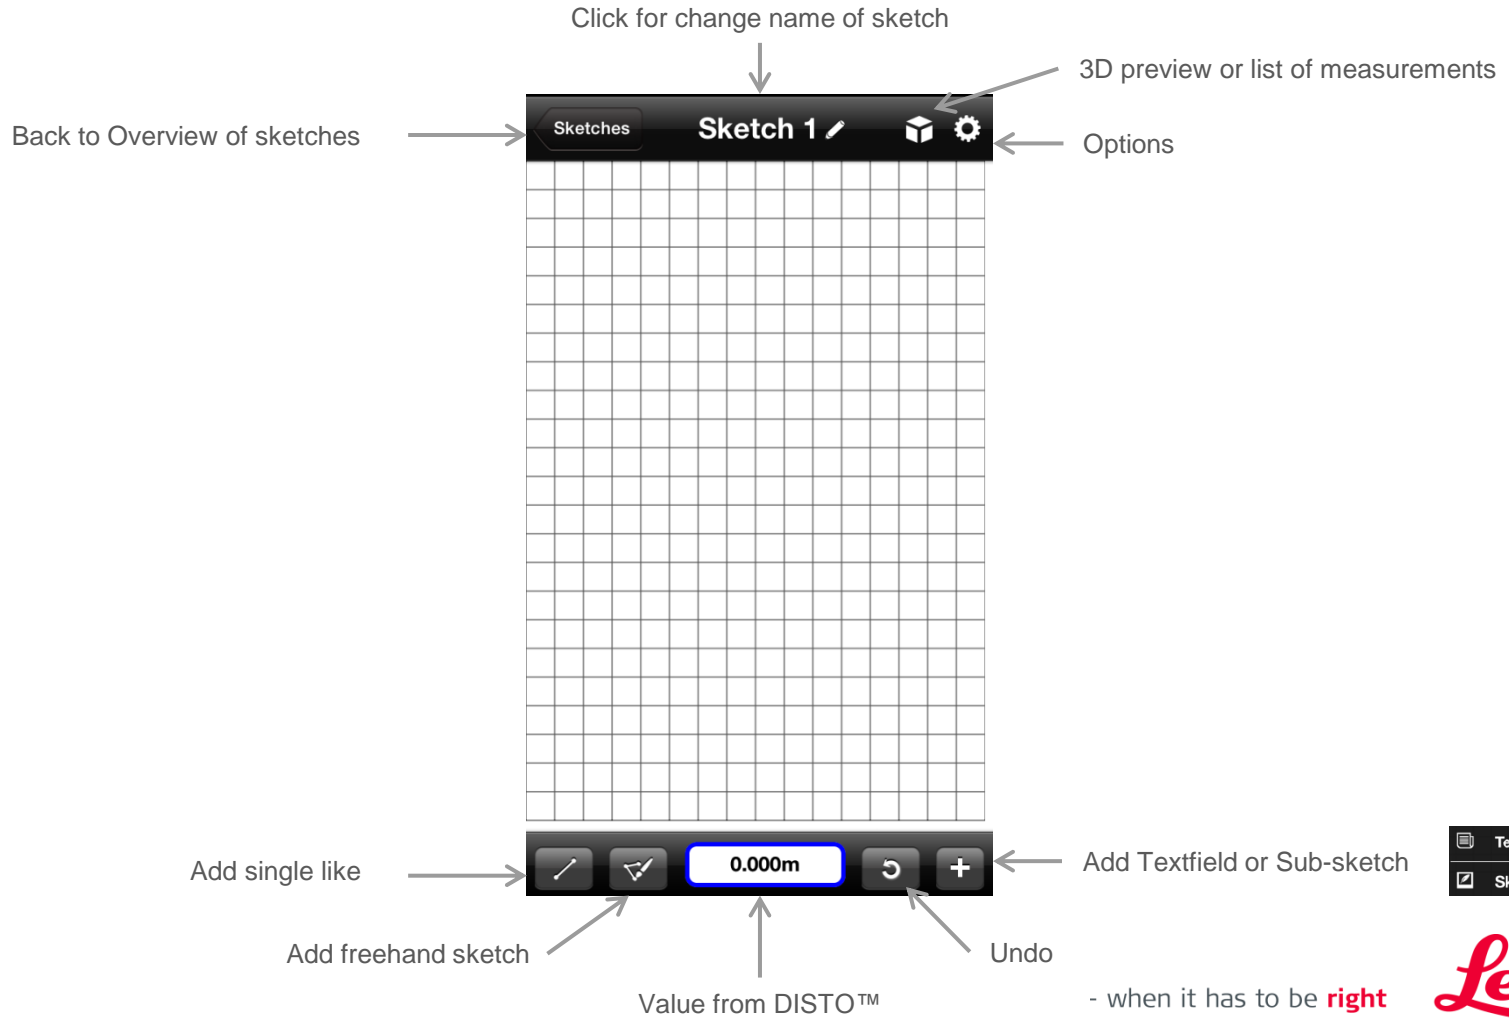 Click for change name of sketch
3D preview or list of measurements
Back to Overview of sketches
Sketches
Sketch 1
Options
Add single like
0.000m
Add Textfield or Sub-sketch
Add freehand sketch
Undo
Value from DISTO™
- when it has to be right